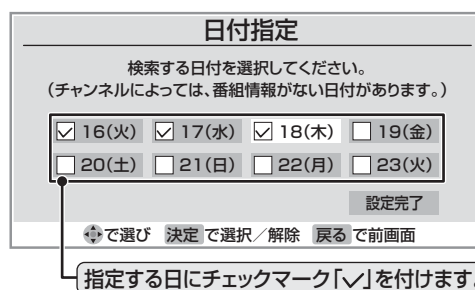 日付指定
検索する日付を選択してください。
(チャンネルによっては、番組情報がない日付があります。)
✓ 16(火) ✓ 17(水) ✓ 18(木) □ 19(金)
□ 20(土) □ 21(日) □ 22(月) □ 23(火)
設定完了
で選び 決定 で選択／解除 戻る で前画面
指定する日にチェックマーク「✓」を付けます。